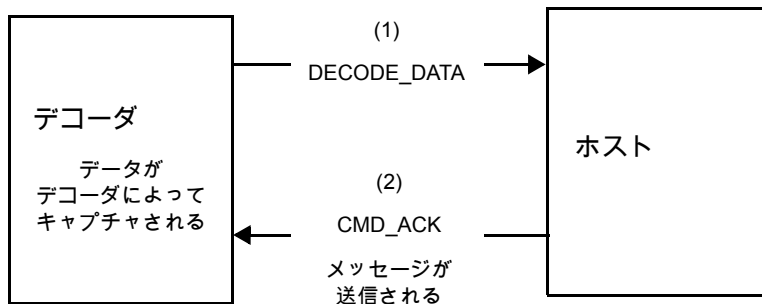 デコーダ
データが
デコーダによって
キャプチャされる
(1)
DECODE_DATA
(2)
CMD_ACK
メッセージが
送信される
ホスト